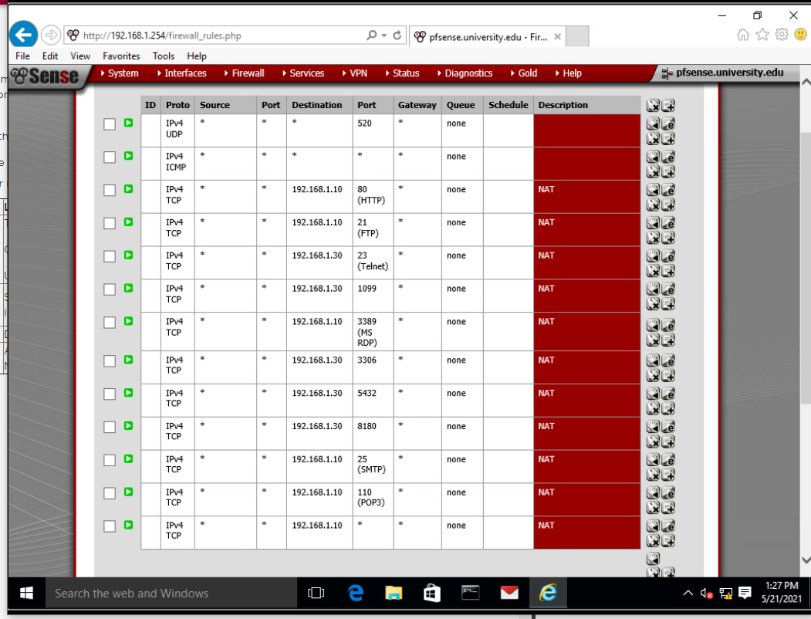 http://192.168.1.254/firewall_rules.php
pfsense.university.edu - Fir...
File Edit View Favorites Tools Help
Sense System Interfaces Firewall Services VPN Status Diagnostics Gold Help pfsense.university.edu
ID Proto Source Port Destination Port Gateway Queue Schedule Description
IPv4 UDP * * * 520 * none
IPv4 ICMP * * * * * none
IPv4 TCP * * 192.168.1.10 80 (HTTP) * none NAT
IPv4 TCP * * 192.168.1.10 21 (FTP) * none NAT
IPv4 TCP * * 192.168.1.30 23 (Telnet) * none NAT
IPv4 TCP * * 192.168.1.30 1099 * none NAT
IPv4 TCP * * 192.168.1.10 3389 (MS RDP) * none NAT
IPv4 TCP * * 192.168.1.30 3306 * none NAT
IPv4 TCP * * 192.168.1.30 5432 * none NAT
IPv4 TCP * * 192.168.1.30 8180 * none NAT
IPv4 TCP * * 192.168.1.10 25 (SMTP) * none NAT
IPv4 TCP * * 192.168.1.10 110 (POP3) * none NAT
IPv4 TCP * * 192.168.1.10 * * none NAT
Search the web and Windows
1:27 PM
5/21/2021